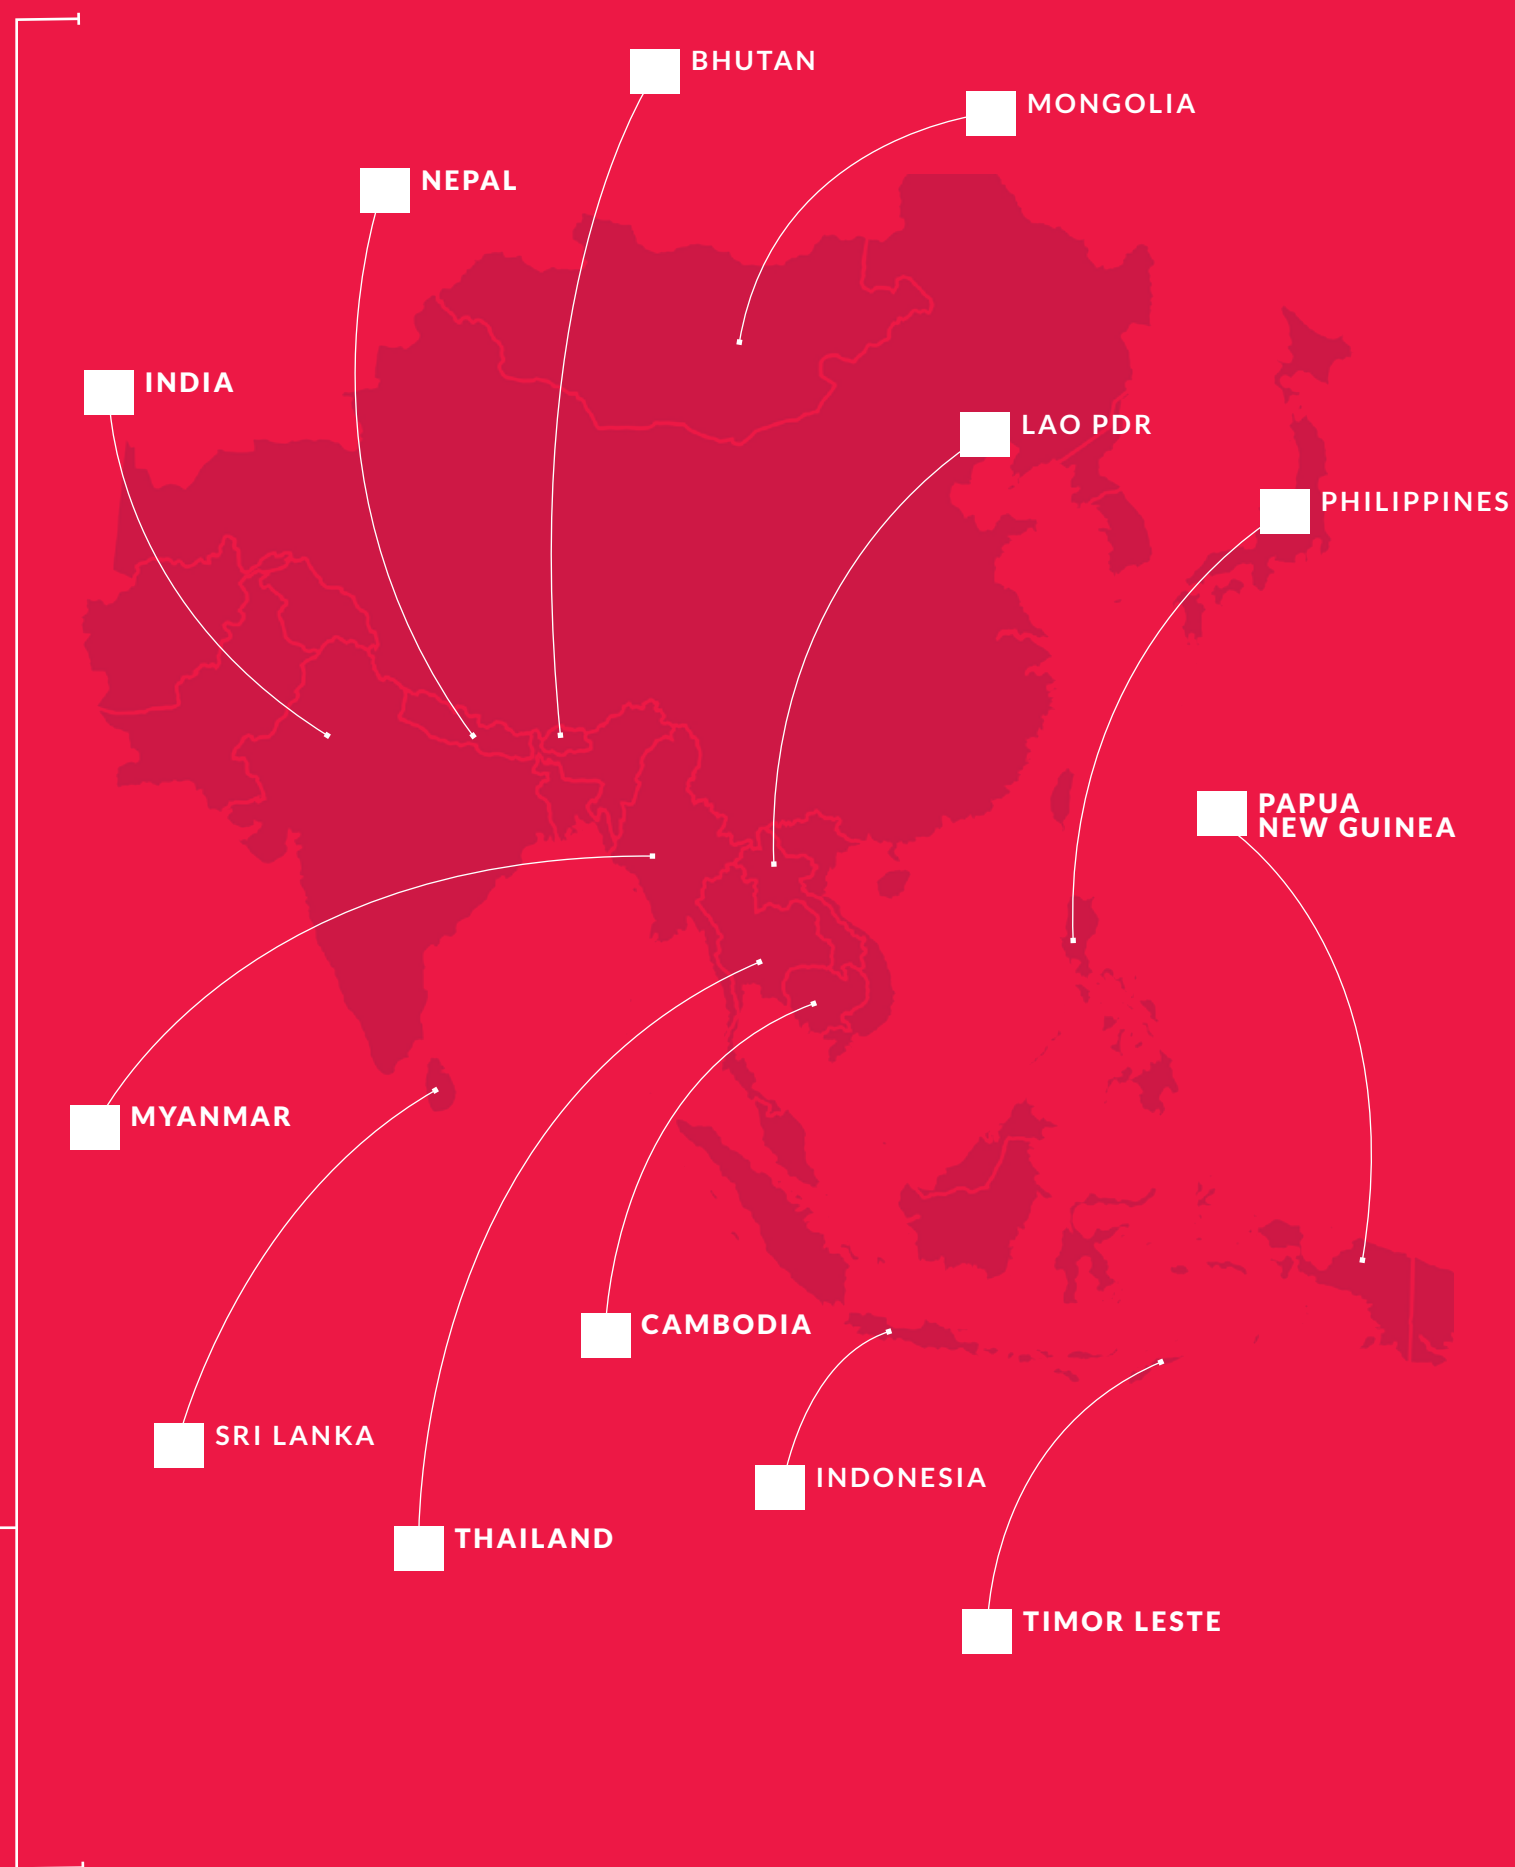 BHUTAN
MONGOLIA
NEPAL
INDIA
LAO PDR
PHILIPPINES
PAPUA
NEW GUINEA
MYANMAR
CAMBODIA
SRI LANKA
INDONESIA
THAILAND
TIMOR LESTE